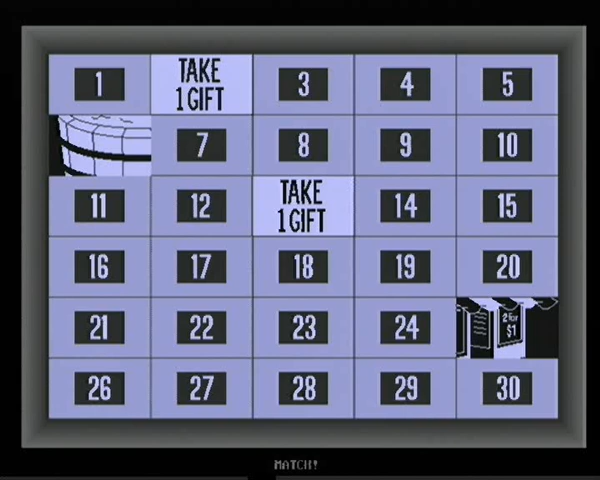 1 TAKE 1 GIFT 3 4 5
7 8 9 10
11 12 TAKE 1 GIFT 14 15
16 17 18 19 20
21 22 23 24 2 for $1
26 27 28 29 30
MATCH!